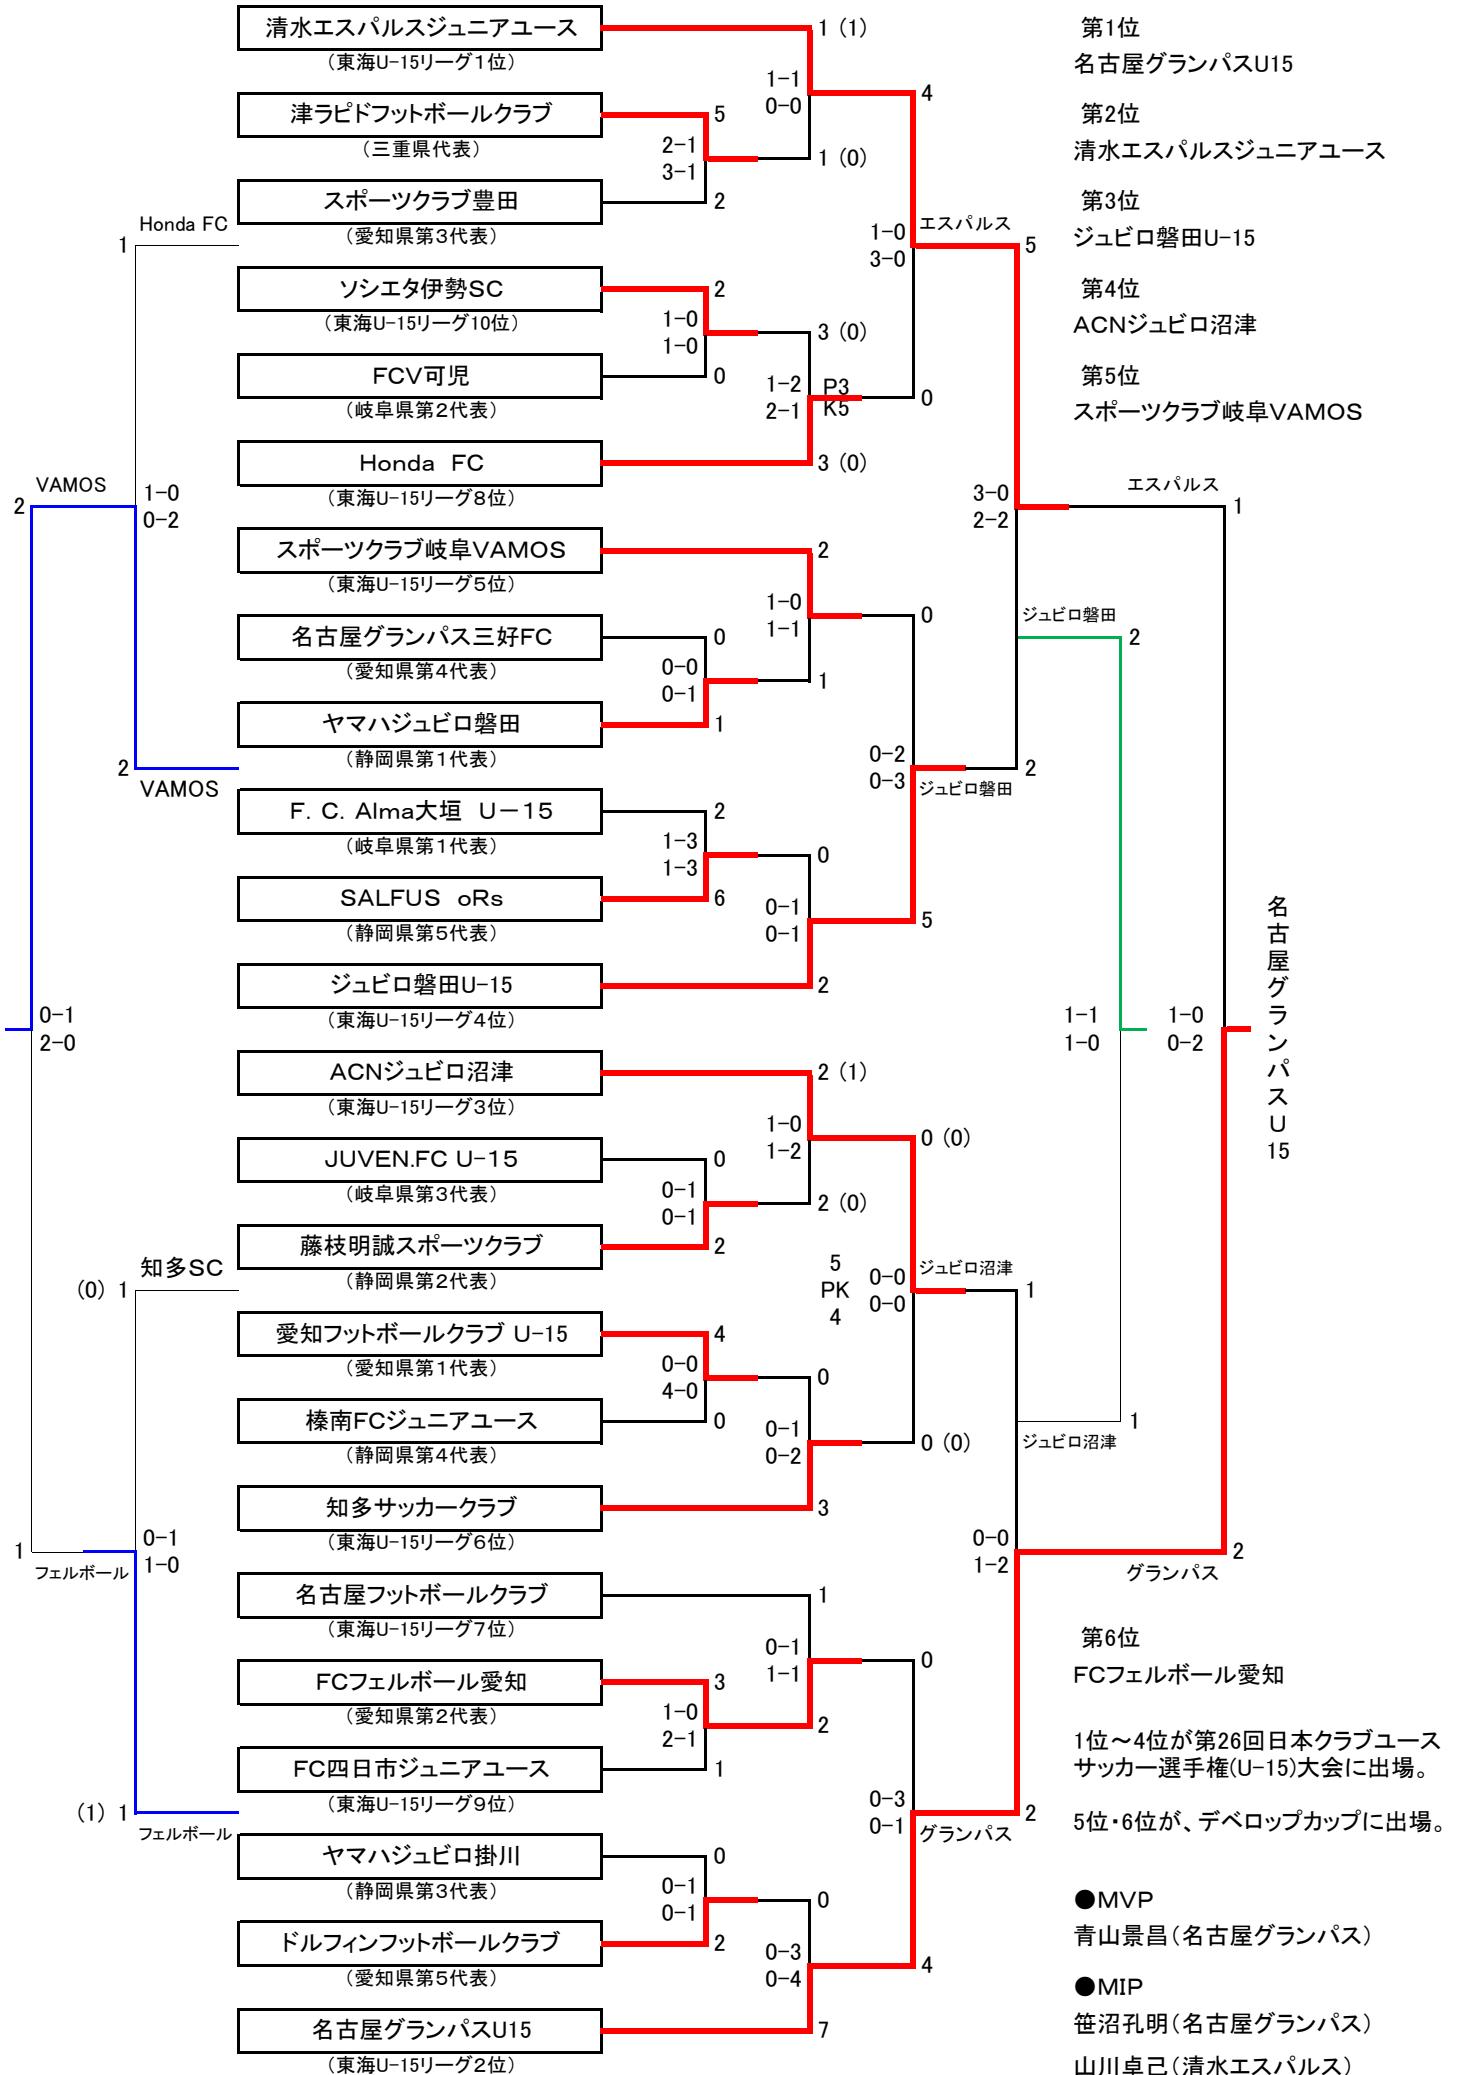 清水エスパルスジュニアユース
(東海U-15リーグ1位)
津ラピドフットボールクラブ
(三重県代表)
スポーツクラブ豊田
(愛知県第3代表)
ソシエタ伊勢SC
(東海U-15リーグ10位)
FCV可児
(岐阜県第2代表)
Honda FC
(東海U-15リーグ8位)
スポーツクラブ岐阜VAMOS
(東海U-15リーグ5位)
名古屋グランパス三好FC
(愛知県第4代表)
ヤマハジュビロ磐田
(静岡県第1代表)
F. C. Alma大垣 U-15
(岐阜県第1代表)
SALFUS oRs
(静岡県第5代表)
ジュビロ磐田U-15
(東海U-15リーグ4位)
ACNジュビロ沼津
(東海U-15リーグ3位)
JUVEN.FC U-15
(岐阜県第3代表)
藤枝明誠スポーツクラブ
(静岡県第2代表)
愛知フットボールクラブ U-15
(愛知県第1代表)
榛南FCジュニアユース
(静岡県第4代表)
知多サッカークラブ
(東海U-15リーグ6位)
名古屋フットボールクラブ
(東海U-15リーグ7位)
FCフェルボール愛知
(愛知県第2代表)
FC四日市ジュニアユース
(東海U-15リーグ9位)
ヤマハジュビロ掛川
(静岡県第3代表)
ドルフィンフットボールクラブ
(愛知県第5代表)
名古屋グランパスU15
(東海U-15リーグ2位)
Honda FC
1
VAMOS
2
1-0
0-2
2
VAMOS
0-1
2-0
知多SC
(0) 1
1
フェルボール
0-1
1-0
(1) 1
フェルボール
5
2-1
3-1
2
2
1-0
1-0
0
0
0-0
0-1
1
2
1-3
1-3
6
0
0-1
0-1
2
4
0-0
4-0
0
3
1-0
2-1
1
0
0-1
0-1
2
1 (1)
1-1
0-0
1 (0)
3 (0)
1-2
2-1
P3
K5
3 (0)
2
1-0
1-1
1
0
0-1
0-1
2
2 (1)
1-0
1-2
2 (0)
0
0-1
0-2
3
1
0-1
1-1
2
0
0-3
0-4
7
4
1-0
3-0
エスパルス
0
0
0-2
0-3
ジュビロ磐田
5
0 (0)
5
PK
4
0-0
0-0
ジュビロ沼津
0 (0)
0
0-3
0-1
グランパス
4
5
3-0
2-2
2
1
0-0
1-2
2
エスパルス
1
ジュビロ磐田
2
1-1
1-0
1-0
0-2
ジュビロ沼津
1
グランパス
2
名古屋グランパスU15
第1位
名古屋グランパスU15
第2位
清水エスパルスジュニアユース
第3位
ジュビロ磐田U-15
第4位
ACNジュビロ沼津
第5位
スポーツクラブ岐阜VAMOS
第6位
FCフェルボール愛知
1位～4位が第26回日本クラブユース
サッカー選手権(U-15)大会に出場。
5位・6位が、デベロップカップに出場。
●MVP
青山景昌(名古屋グランパス)
●MIP
笹沼孔明(名古屋グランパス)
山川卓己(清水エスパルス)